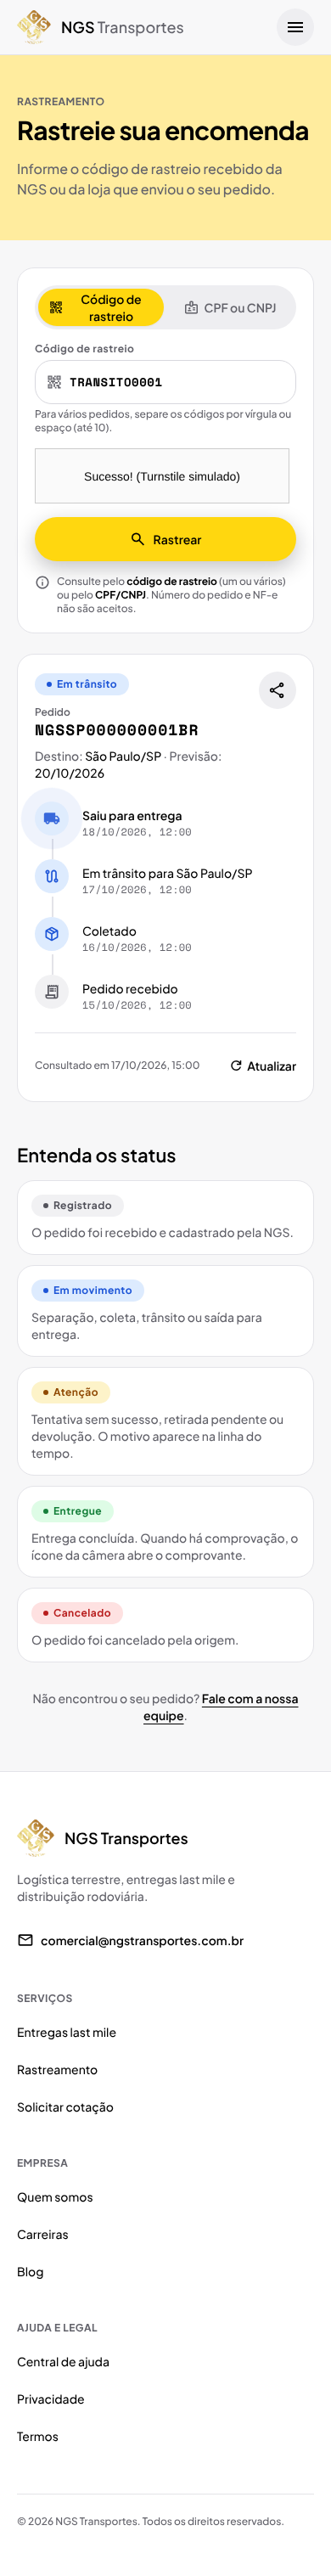 NGS Transportes
RASTREAMENTO
Rastreie sua encomenda
Informe o código de rastreio recebido da
NGS ou da loja que enviou o seu pedido.
Código de
rastreio
CPF ou CNPJ
Código de rastreio
TRANSITO0001
Para vários pedidos, separe os códigos por vírgula ou
espaço (até 10).
Sucesso! (Turnstile simulado)
Rastrear
Consulte pelo código de rastreio (um ou vários)
ou pelo CPF/CNPJ. Número do pedido e NF-e
não são aceitos.
Em trânsito
Pedido
NGSSP000000001BR
Destino: São Paulo/SP · Previsão:
20/10/2026
Saiu para entrega
18/10/2026, 12:00
Em trânsito para São Paulo/SP
17/10/2026, 12:00
Coletado
16/10/2026, 12:00
Pedido recebido
15/10/2026, 12:00
Consultado em 17/10/2026, 15:00
Atualizar
Entenda os status
Registrado
O pedido foi recebido e cadastrado pela NGS.
Em movimento
Separação, coleta, trânsito ou saída para
entrega.
Atenção
Tentativa sem sucesso, retirada pendente ou
devolução. O motivo aparece na linha do
tempo.
Entregue
Entrega concluída. Quando há comprovação, o
ícone da câmera abre o comprovante.
Cancelado
O pedido foi cancelado pela origem.
Não encontrou o seu pedido? Fale com a nossa
equipe.
NGS Transportes
Logística terrestre, entregas last mile e
distribuição rodoviária.
comercial@ngstransportes.com.br
SERVIÇOS
Entregas last mile
Rastreamento
Solicitar cotação
EMPRESA
Quem somos
Carreiras
Blog
AJUDA E LEGAL
Central de ajuda
Privacidade
Termos
© 2026 NGS Transportes. Todos os direitos reservados.